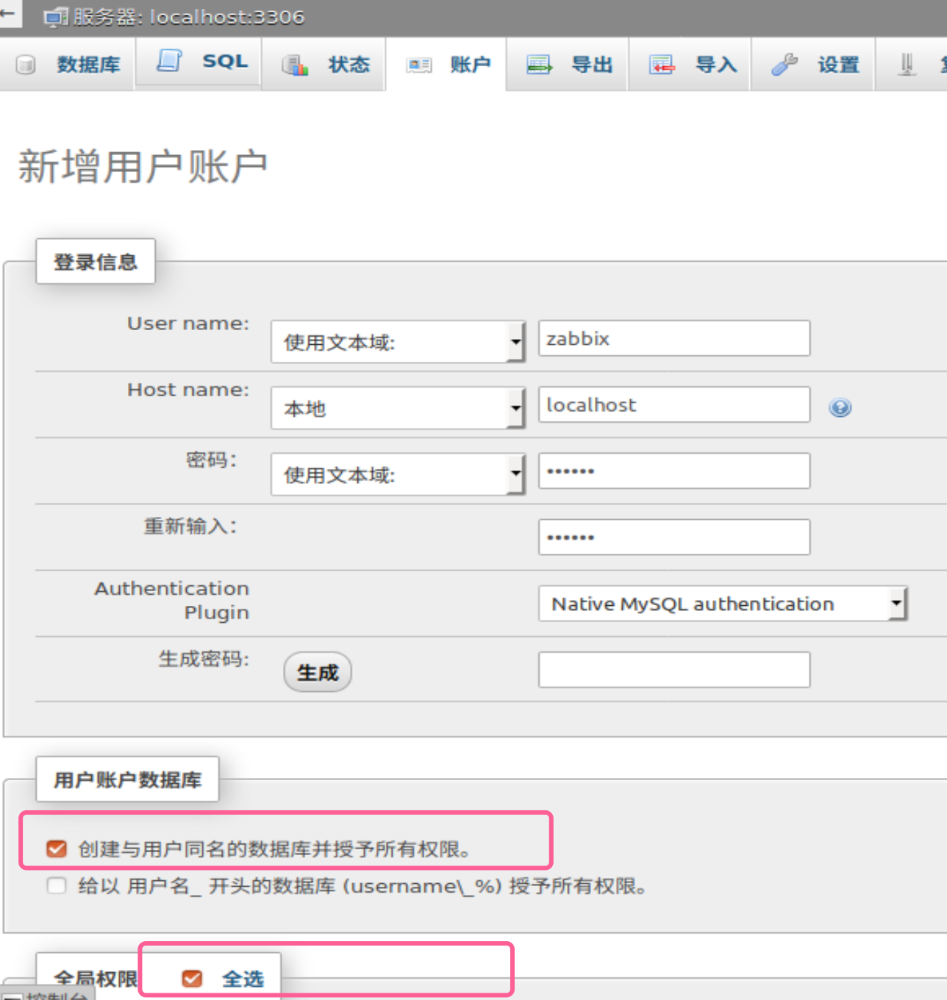 服务器: localhost:3306
数据库 SQL 状态 账户 导出 导入 设置
新增用户账户
登录信息
User name: 使用文本域: zabbix
Host name: 本地 localhost
密码: 使用文本域: ••••••
重新输入: ••••••
Authentication Plugin Native MySQL authentication
生成密码: 生成
用户账户数据库
创建与用户同名的数据库并授予所有权限。
给以 用户名_ 开头的数据库 (username\_%) 授予所有权限。
全局权限 全选
控制台